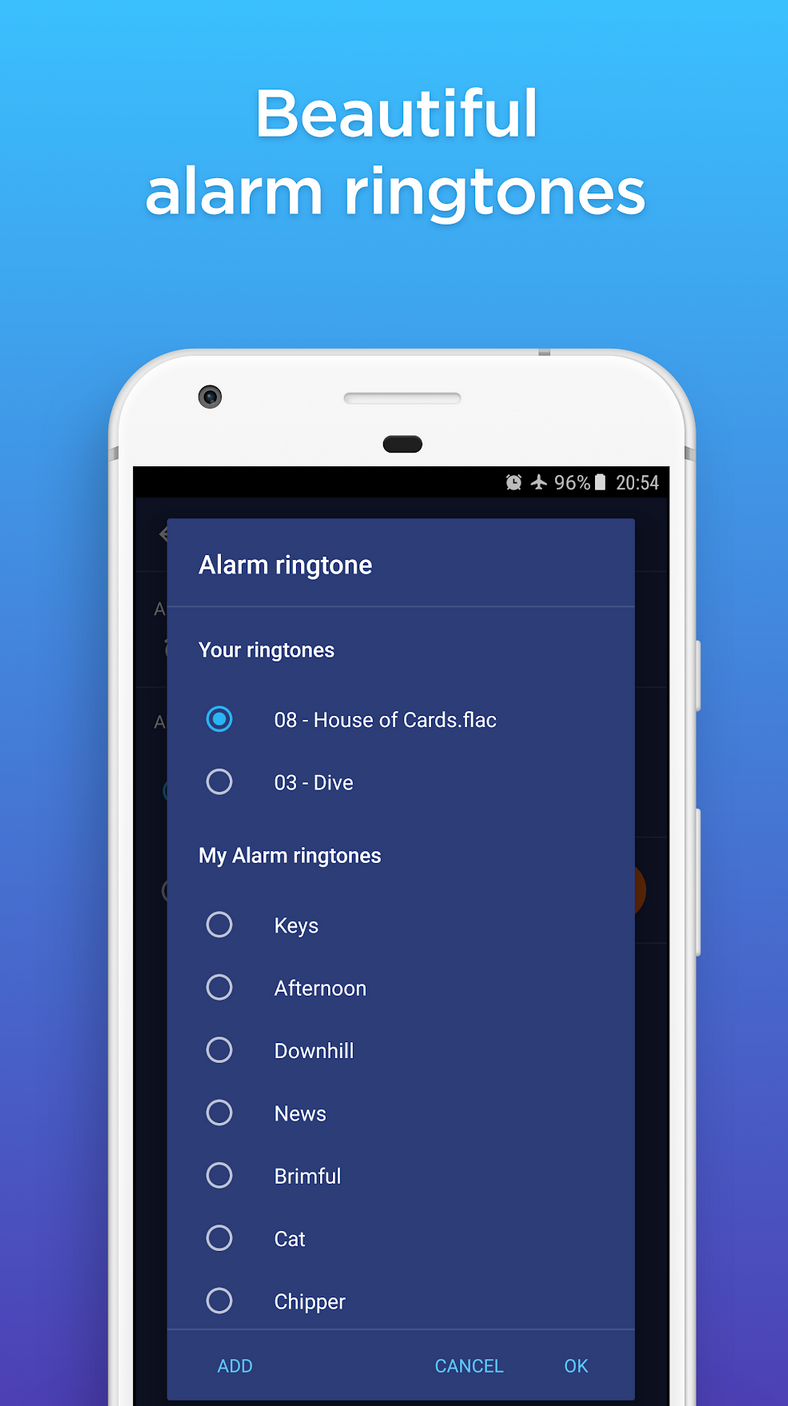 Beautiful
alarm ringtones
96% 20:54
Alarm ringtone
Your ringtones
08 - House of Cards.flac
03 - Dive
My Alarm ringtones
Keys
Afternoon
Downhill
News
Brimful
Cat
Chipper
ADD CANCEL OK